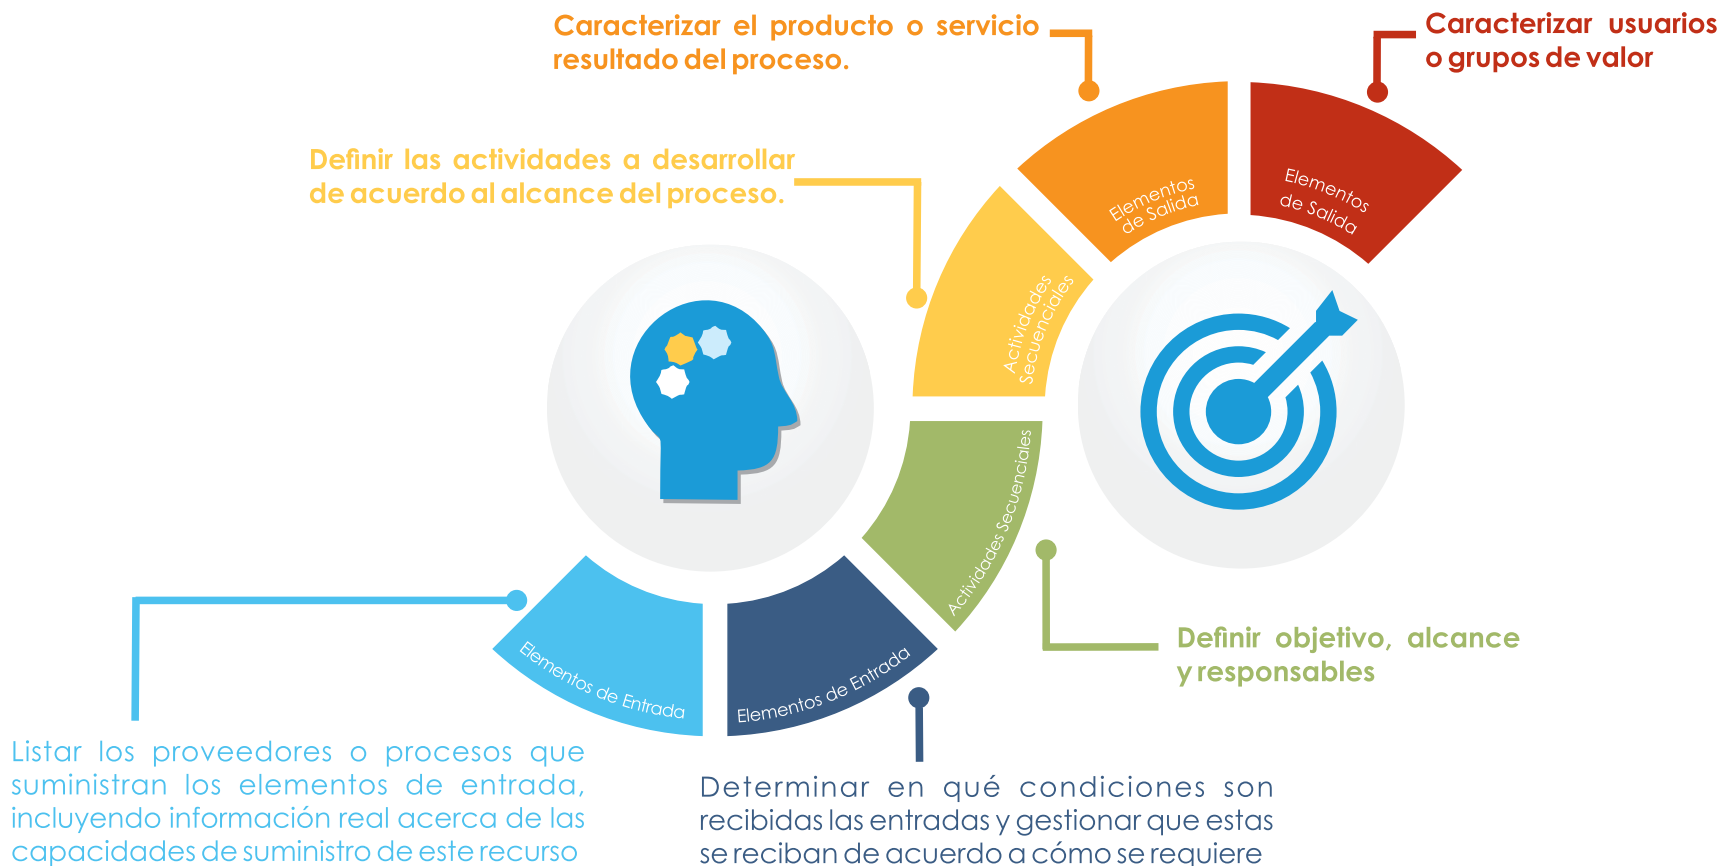 Caracterizar el producto o servicio
resultado del proceso.
Caracterizar usuarios
o grupos de valor
Definir las actividades a desarrollar
de acuerdo al alcance del proceso.
Elementos
de Salida
Elementos
de Salida
Actividades
Secuenciales
Actividades Secuenciales
Definir objetivo, alcance
y responsables
Elementos de Entrada
Elementos de Entrada
Listar los proveedores o procesos que
suministran los elementos de entrada,
incluyendo información real acerca de las
capacidades de suministro de este recurso
Determinar en qué condiciones son
recibidas las entradas y gestionar que estas
se reciban de acuerdo a cómo se requiere